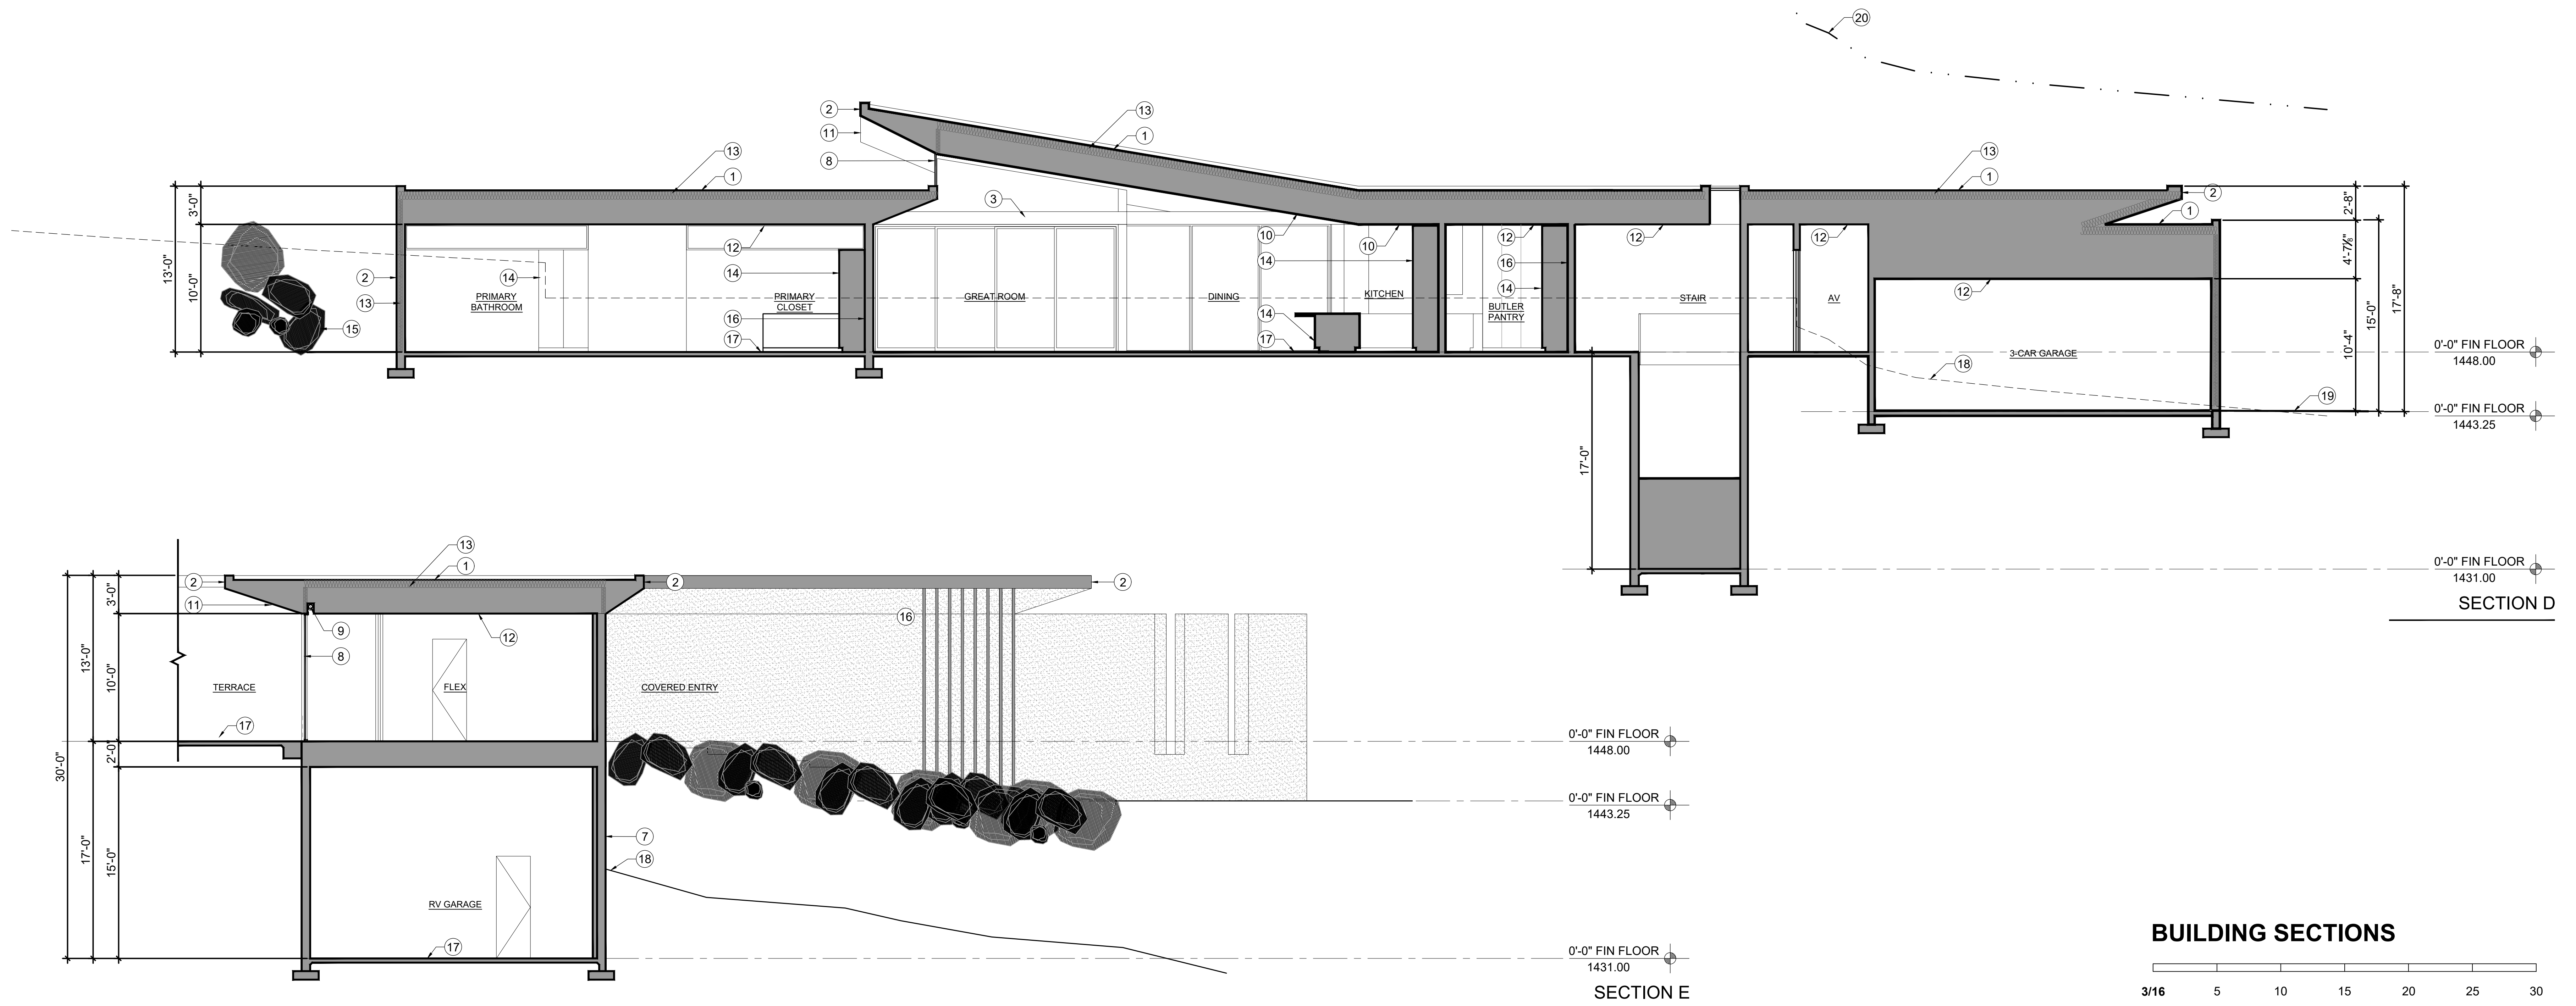 20
2
13
11
1
8
13
1
13
1
3
2
1
3'-0"
13'-0"
10'-0"
12
10
10
12
12
12
2'-8"
4'-7⅞"
2
14
14
14
16
14
13
PRIMARY
BATHROOM
PRIMARY
CLOSET
GREAT ROOM
DINING
KITCHEN
BUTLER
PANTRY
STAIR
AV
12
15'-0"
17'-8"
15
16
14
17
17
3-CAR GARAGE
18
10'-4"
0'-0" FIN FLOOR
1448.00
19
0'-0" FIN FLOOR
1443.25
17'-0"
0'-0" FIN FLOOR
1431.00
SECTION D
13
1
2
2
2
11
3'-0"
9
12
16
8
13'-0"
10'-0"
TERRACE
FLEX
COVERED ENTRY
17
0'-0" FIN FLOOR
1448.00
2'-0"
30'-0"
0'-0" FIN FLOOR
1443.25
7
18
17'-0"
15'-0"
RV GARAGE
17
0'-0" FIN FLOOR
1431.00
SECTION E
BUILDING SECTIONS
3/16 5 10 15 20 25 30